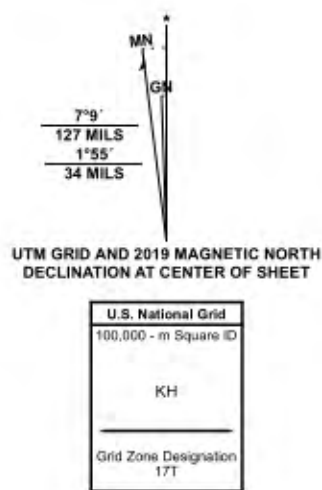 *
MN
GN
7°9´
127 MILS
1°55´
34 MILS
UTM GRID AND 2019 MAGNETIC NORTH
DECLINATION AT CENTER OF SHEET
U.S. National Grid
100,000 - m Square ID
KH
Grid Zone Designation
17T